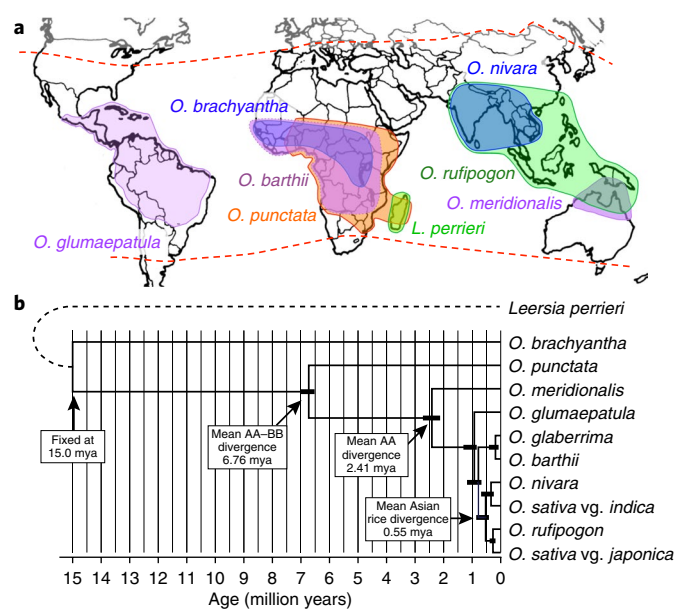 a
O. nivara
O. brachyantha
O. barthii
O. rufipogon
O. punctata
O. meridionalis
L. perrieri
O. glumaepatula
b
Leersia perrieri
O. brachyantha
O. punctata
O. meridionalis
O. glumaepatula
O. glaberrima
O. barthii
O. nivara
O. sativa vg. indica
O. rufipogon
O. sativa vg. japonica
Fixed at
15.0 mya
Mean AA–BB
divergence
6.76 mya
Mean AA
divergence
2.41 mya
Mean Asian
rice divergence
0.55 mya
15 14 13 12 11 10 9 8 7 6 5 4 3 2 1 0
Age (million years)